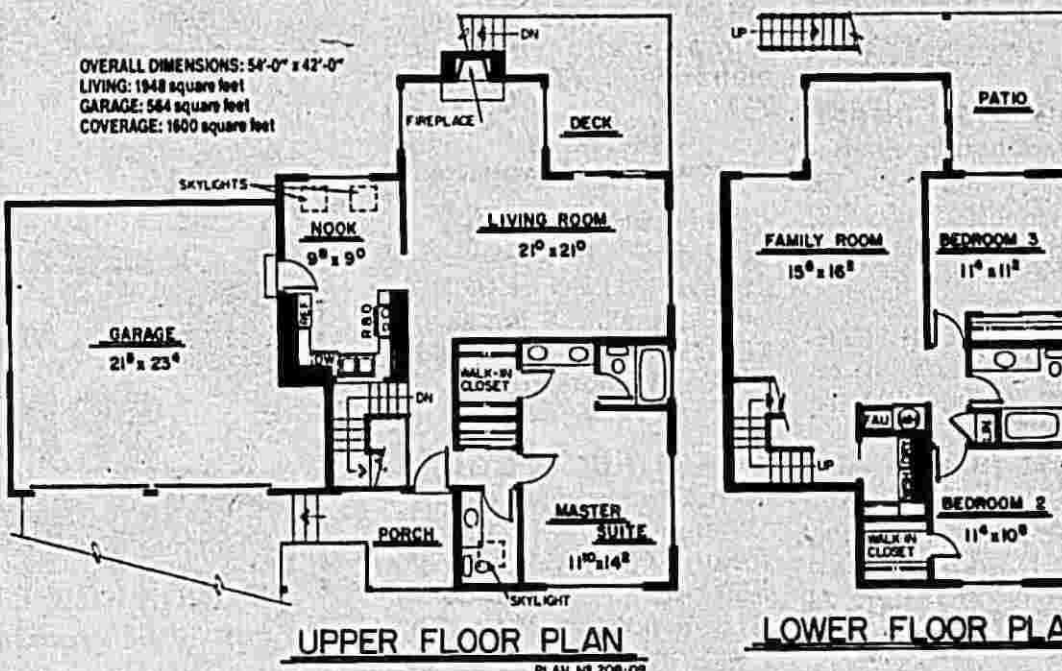 OVERALL DIMENSIONS: 54'-0" x 42'-0"
LIVING: 1948 square feet
GARAGE: 564 square feet
COVERAGE: 1600 square feet
DN
FIREPLACE
DECK
SKYLIGHTS
NOOK
9⁸ x 9⁰
LIVING ROOM
21⁰ x 21⁰
GARAGE
21⁸ x 23⁴
REF
DW
WALK-IN
CLOSET
DN
PORCH
MASTER
SUITE
11¹⁰ x 14²
SKYLIGHT
UPPER FLOOR PLAN
UP
PATIO
FAMILY ROOM
15⁶ x 16²
BEDROOM 3
11⁴ x 11²
FAU
WH
LIN
UP
BEDROOM 2
11⁴ x 10⁸
WALK IN
CLOSET
LOWER FLOOR PLA